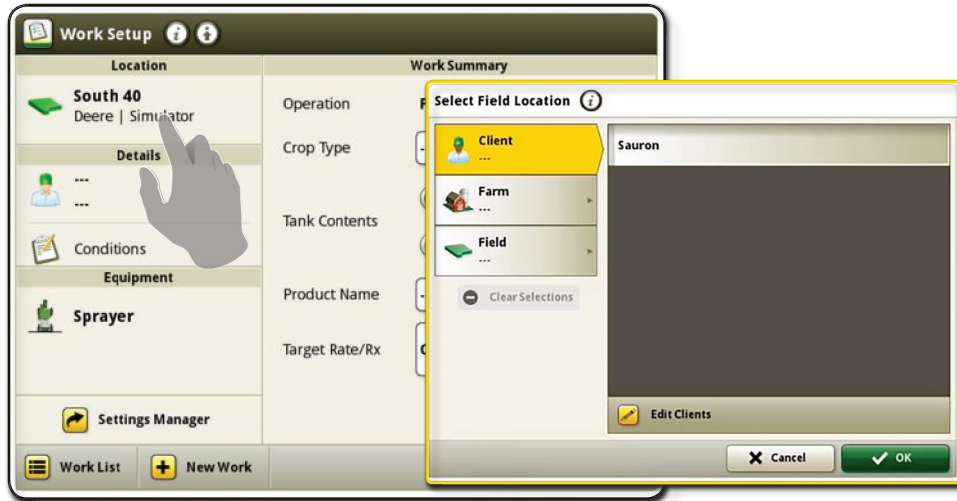 Work Setup
Location
South 40
Deere | Simulator
Details
---
---
Conditions
Equipment
Sprayer
Settings Manager
Work List
New Work
Work Summary
Operation
Crop Type
Tank Contents
Product Name
Target Rate/Rx
Select Field Location
Client
---
Farm
---
Field
---
Clear Selections
Sauron
Edit Clients
Cancel
OK